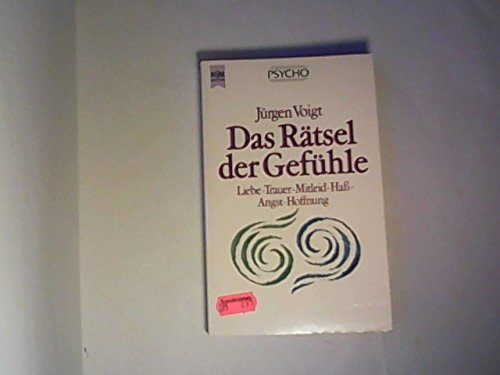 PSYCHO
Jürgen Voigt
Das Rätsel
der Gefühle
Liebe-Trauer-Mitleid-Haß-
Angst-Hoffnung